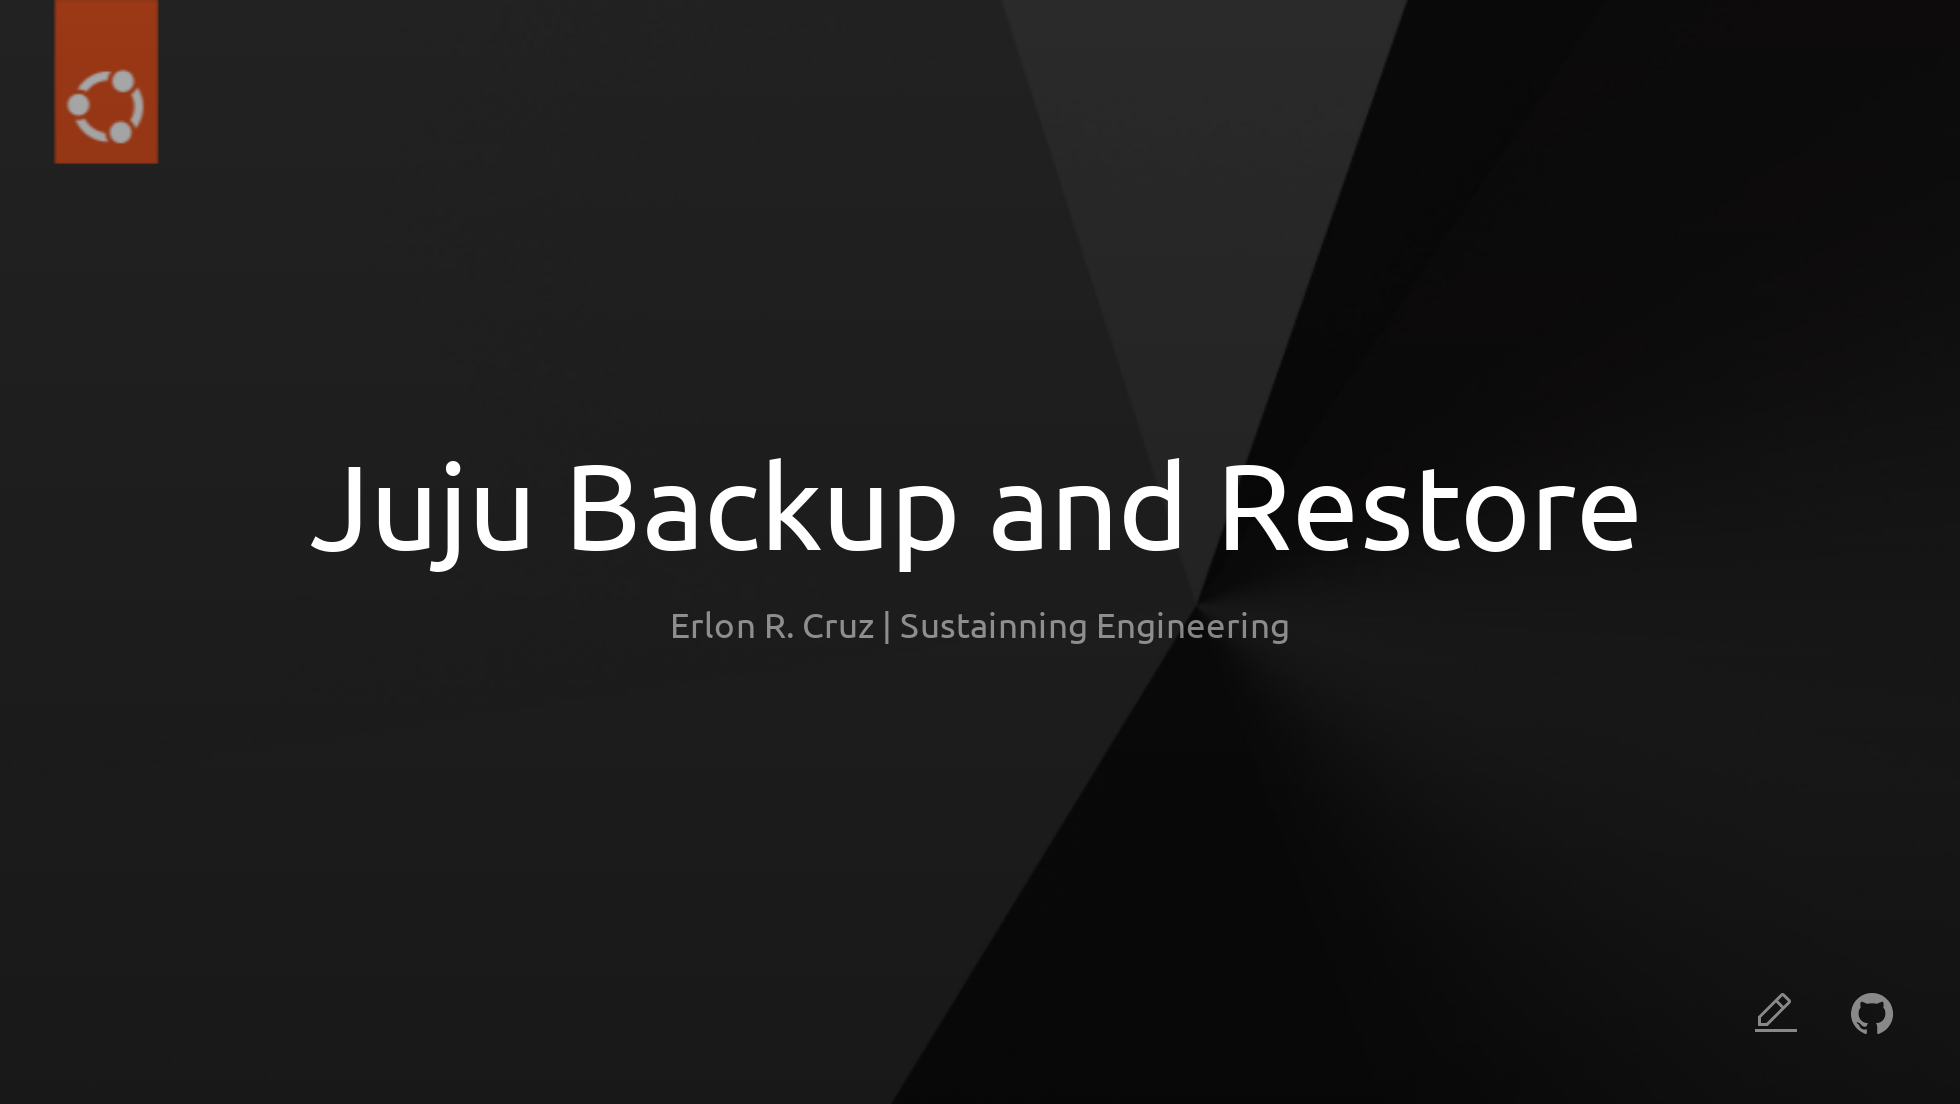 Juju Backup and Restore
Erlon R. Cruz | Sustainning Engineering